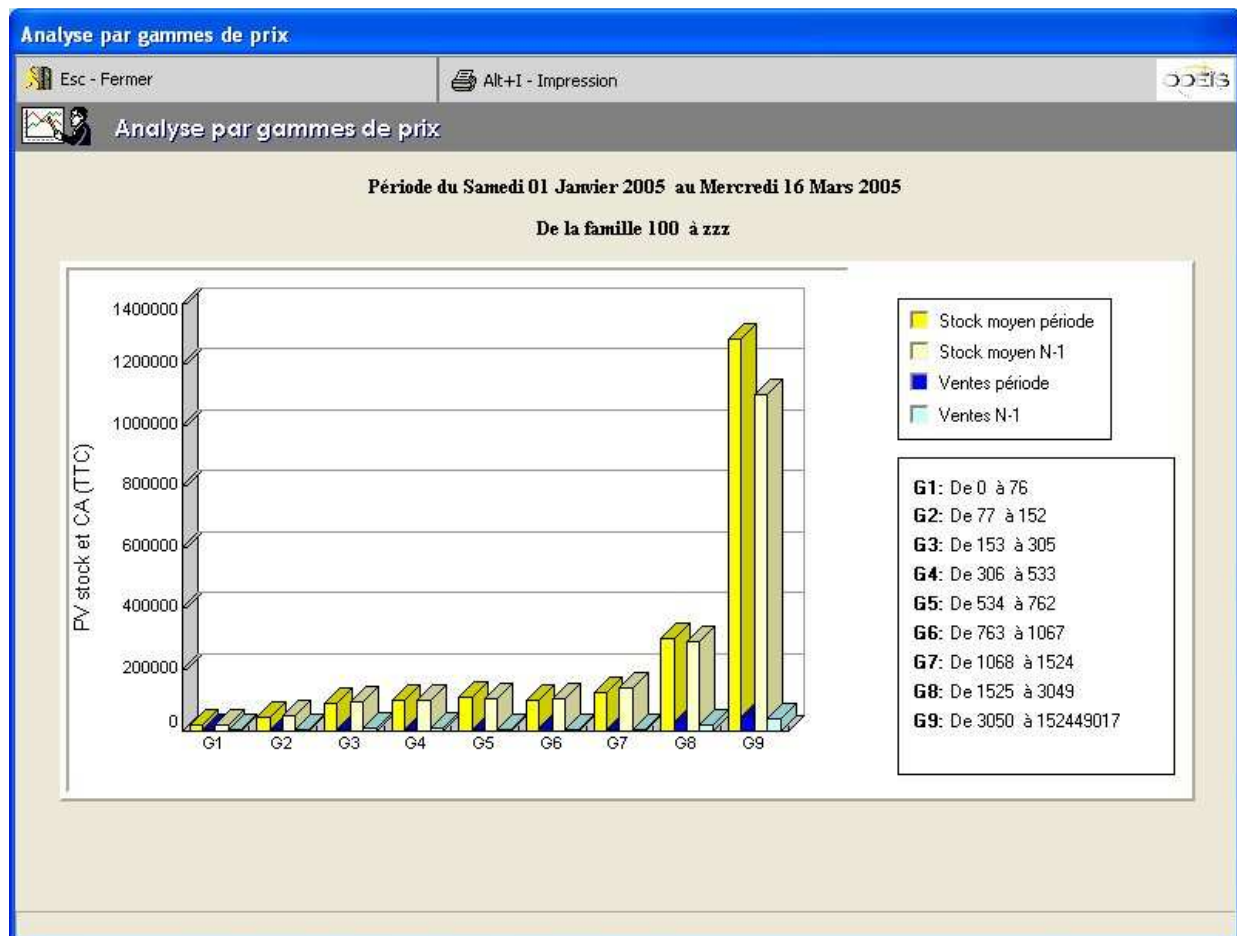 Analyse par gammes de prix
Esc - Fermer
Alt+I - Impression
Analyse par gammes de prix
Période du Samedi 01 Janvier 2005 au Mercredi 16 Mars 2005
De la famille 100 à zzz
PV stock et CA (TTC)
1400000
1200000
1000000
800000
600000
400000
200000
0
G1 G2 G3 G4 G5 G6 G7 G8 G9
Stock moyen période
Stock moyen N-1
Ventes période
Ventes N-1
G1: De 0 à 76
G2: De 77 à 152
G3: De 153 à 305
G4: De 306 à 533
G5: De 534 à 762
G6: De 763 à 1067
G7: De 1068 à 1524
G8: De 1525 à 3049
G9: De 3050 à 152449017